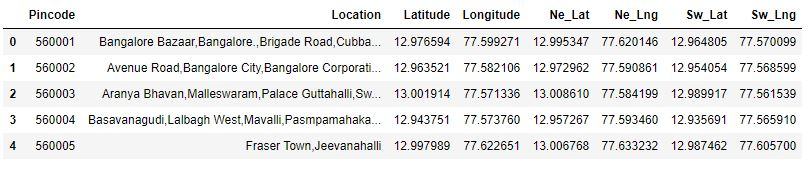 Pincode Location Latitude Longitude Ne_Lat Ne_Lng Sw_Lat Sw_Lng
0 560001 Bangalore Bazaar,Bangalore.,Brigade Road,Cubba... 12.976594 77.599271 12.995347 77.620146 12.964805 77.570099
1 560002 Avenue Road,Bangalore City,Bangalore Corporati... 12.963521 77.582106 12.972962 77.590861 12.954054 77.568599
2 560003 Aranya Bhavan,Malleswaram,Palace Guttahalli,Sw... 13.001914 77.571336 13.008610 77.584199 12.989917 77.561539
3 560004 Basavanagudi,Lalbagh West,Mavalli,Pasmpamahaka... 12.943751 77.573760 12.957267 77.593460 12.935691 77.565910
4 560005 Fraser Town,Jeevanahalli 12.997989 77.622651 13.006768 77.633232 12.987462 77.605700